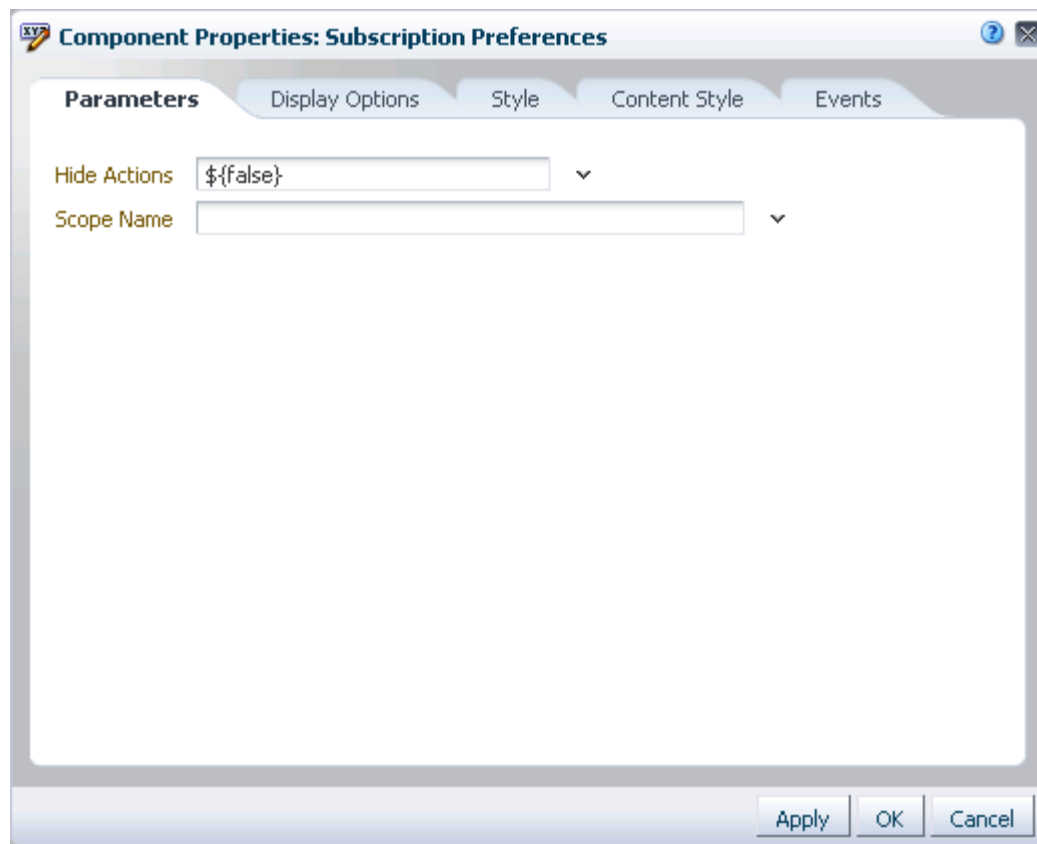 Component Properties: Subscription Preferences
Parameters Display Options Style Content Style Events
Hide Actions ${false}
Scope Name
Apply OK Cancel